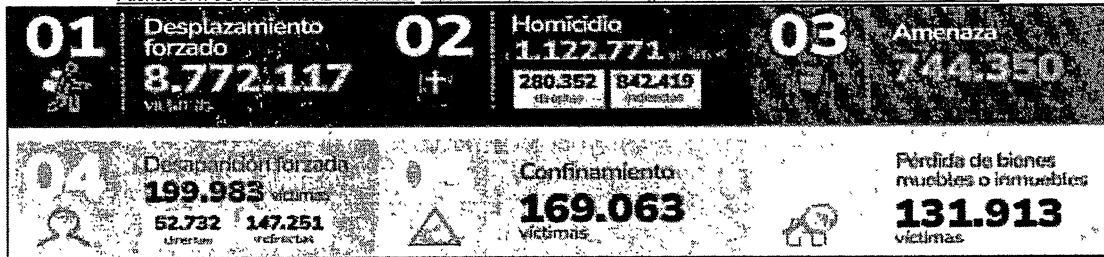 01
Desplazamiento
forzado
8.772.117
víctimas
02
Homicidio
1.122.771
280.352
directas
842.419
indirectas
03
Amenaza
744.350
04
Desaparición forzada
199.983 víctimas
52.732
directas
147.251
indirectas
Confinamiento
169.063
víctimas
Pérdida de bienes
muebles o inmuebles
131.913
víctimas